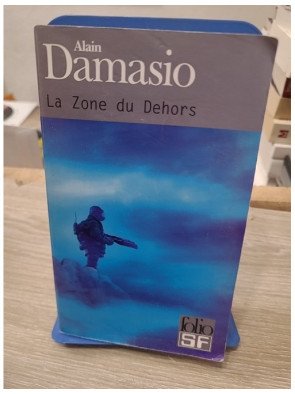 Alain
Damasio
La Zone du Dehors
folio
SF